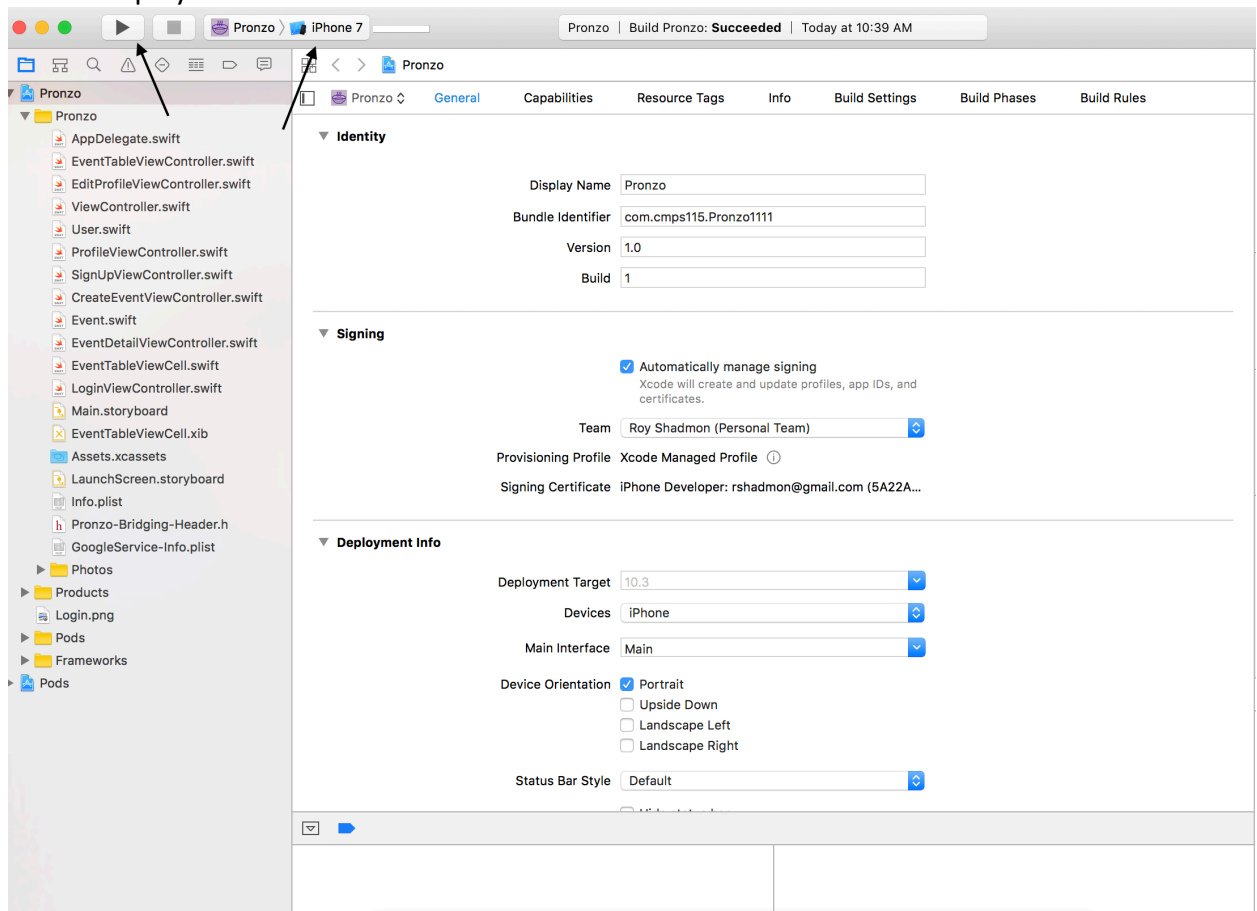 Pronzo iPhone 7 Pronzo | Build Pronzo: Succeeded | Today at 10:39 AM
Pronzo
Pronzo
Pronzo General Capabilities Resource Tags Info Build Settings Build Phases Build Rules
Pronzo
AppDelegate.swift
EventTableViewController.swift
EditProfileViewController.swift
ViewController.swift
User.swift
ProfileViewController.swift
SignUpViewController.swift
CreateEventViewController.swift
Event.swift
EventDetailViewController.swift
EventTableViewCell.swift
LoginViewController.swift
Main.storyboard
EventTableViewCell.xib
Assets.xcassets
LaunchScreen.storyboard
Info.plist
h Pronzo-Bridging-Header.h
GoogleService-Info.plist
Photos
Products
Login.png
Pods
Frameworks
Pods
Identity
Display Name Pronzo
Bundle Identifier com.cmps115.Pronzo1111
Version 1.0
Build 1
Signing
Automatically manage signing
Xcode will create and update profiles, app IDs, and
certificates.
Team Roy Shadmon (Personal Team)
Provisioning Profile Xcode Managed Profile
Signing Certificate iPhone Developer: rshadmon@gmail.com (5A22A...
Deployment Info
Deployment Target 10.3
Devices iPhone
Main Interface Main
Device Orientation Portrait
Upside Down
Landscape Left
Landscape Right
Status Bar Style Default